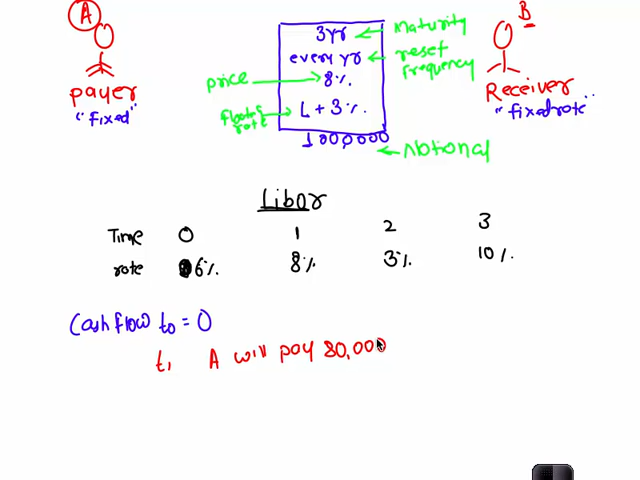 A
B
3yr
Maturity
every yr
reset
frequency
price
8%
floating
rate
L + 3%
1000000
Notional
payer
"fixed"
Receiver
"fixed rate"
Libor
Time 0 1 2 3
rate 6% 8% 3% 10%
Cash flow t0 = 0
t1 A will pay 80,000